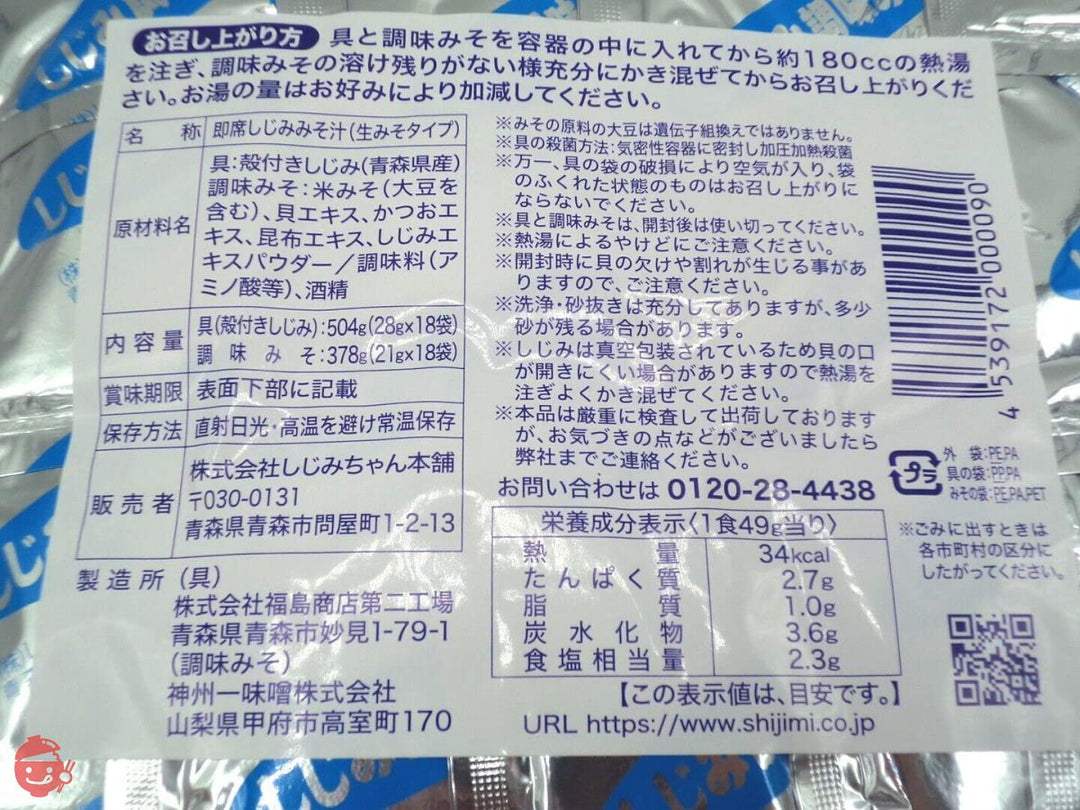 お召し上がり方 具と調味みそを容器の中に入れてから約180ccの熱湯
を注ぎ、調味みその溶け残りがない様充分にかき混ぜてからお召し上がりくだ
さい。お湯の量はお好みにより加減してください。
名 称 即席しじみみそ汁(生みそタイプ)
原材料名
具:殻付きしじみ(青森県産)
調味みそ:米みそ(大豆を
含む)、貝エキス、かつおエ
キス、昆布エキス、しじみエ
キスパウダー/調味料(ア
ミノ酸等)、酒精
内容量
具(殻付きしじみ):504g(28g×18袋)
調味みそ:378g(21g×18袋)
賞味期限 表面下部に記載
保存方法 直射日光・高温を避け常温保存
販売者
株式会社しじみちゃん本舗
〒030-0131
青森県青森市問屋町1-2-13
製造所 (具)
株式会社福島商店第二工場
青森県青森市妙見1-79-1
(調味みそ)
神州一味噌株式会社
山梨県甲府市高室町170
※みその原料の大豆は遺伝子組換えではありません。
※具の殺菌方法:気密性容器に密封し加圧加熱殺菌
※万一、具の袋の破損により空気が入り、袋
のふくれた状態のものはお召し上がりに
ならないでください。
※具と調味みそは、開封後は使い切ってください。
※熱湯によるやけどにご注意ください。
※開封時に貝の欠けや割れが生じる事があ
りますので、ご注意ください。
※洗浄・砂抜きは充分してありますが、多少
砂が残る場合があります。
※しじみは真空包装されているため貝の口
が開きにくい場合がありますので熱湯を
注ぎよくかき混ぜてください。
※本品は厳重に検査して出荷しております
が、お気づきの点などがございましたら
弊社までご連絡ください。
お問い合わせは 0120-28-4438
栄養成分表示〈1食49g当り〉
熱量 34kcal
たんぱく質 2.7g
脂質 1.0g
炭水化物 3.6g
食塩相当量 2.3g
【この表示値は、目安です。】
URL https://www.shijimi.co.jp
4 539172 000090
プラ
外 袋:PE,PA
具の袋:PP,PA
みその袋:PE,PA,PET
※ごみに出すときは
各市町村の区分に
したがってください。